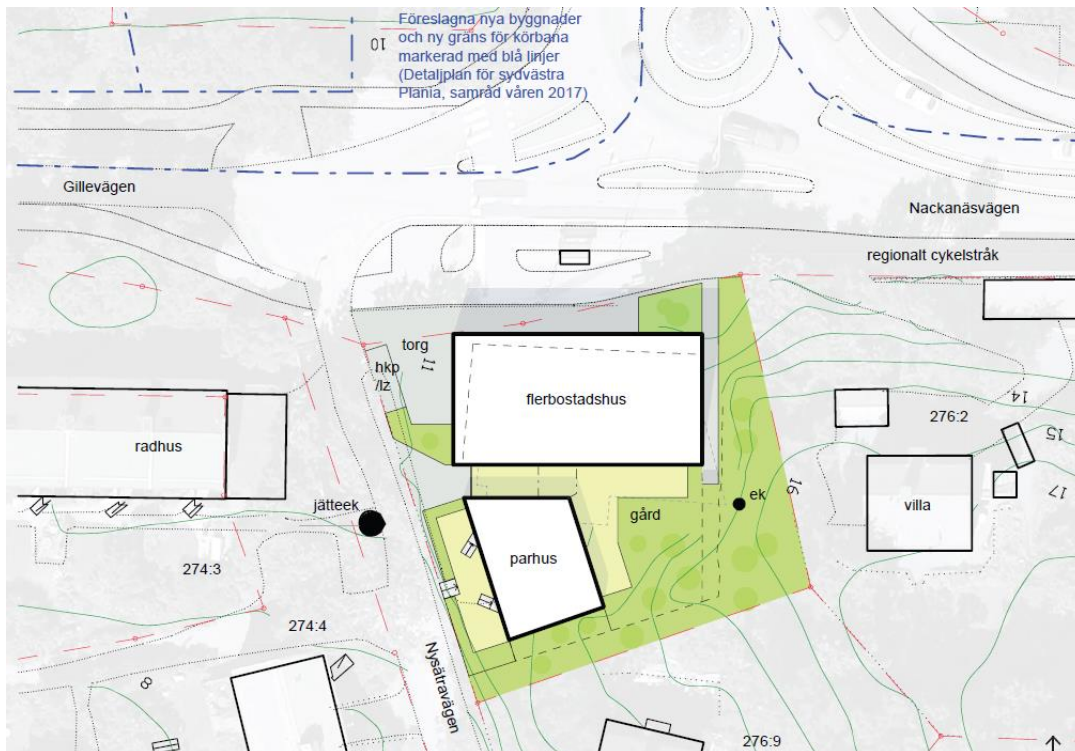 Föreslagna nya byggnader
och ny gräns för körbana
markerad med blå linjer
(Detaljplan för sydvästra
Plania, samråd våren 2017)
10
Gillevägen
Nackanäsvägen
regionalt cykelstråk
torg
11
hkp
/lz
flerbostadshus
radhus
276:2
14
15
17
16
villa
jätteek
ek
gård
parhus
274:3
274:4
8
Nysätravägen
276:9